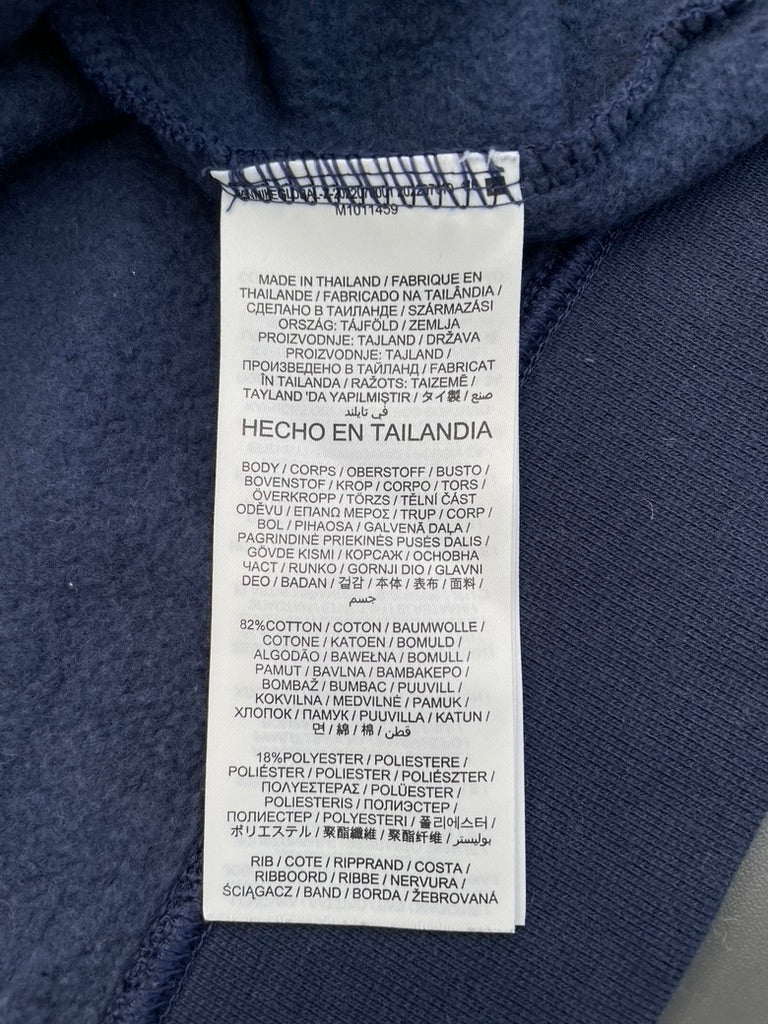 M1011459
MADE IN THAILAND / FABRIQUE EN
THAILANDE / FABRICADO NA TAILÂNDIA /
СДЕЛАНО В ТАИЛАНДЕ / SZÁRMAZÁSI
ORSZÁG: TÁJFÖLD / ZEMLJA
PROIZVODNJE: TAJLAND / DRŽAVA
PROIZVODNJE: TAJLAND /
ПРОИЗВЕДЕНО В ТАЙЛАНД / FABRICAT
ÎN TAILANDA / RAŽOTS: TAIZEMĒ /
TAYLAND 'DA YAPILMIŞTIR / タイ製 / صنع
في تايلند
HECHO EN TAILANDIA
BODY / CORPS / OBERSTOFF / BUSTO /
BOVENSTOF / KROP / CORPO / TORS /
ÖVERKROPP / TÖRZS / TĚLNÍ ČÁST
ODĚVU / ΕΠΑΝΩ ΜΕΡΟΣ / TRUP / CORP /
BOL / PIHAOSA / GALVENĀ DAĻA /
PAGRINDINĖ PRIEKINĖS PUSĖS DALIS /
GÖVDE KISMI / КОРСАЖ / ОСНОВНА
ЧАСТ / RUNKO / GORNJI DIO / GLAVNI
DEO / BADAN / 겉감 / 本体 / 表布 / 面料 /
جسم
82%COTTON / COTON / BAUMWOLLE /
COTONE / KATOEN / BOMULD /
ALGODÃO / BAWEŁNA / BOMULL /
PAMUT / BAVLNA / ΒΑΜΒΑΚΕΡΟ /
BOMBAŽ / BUMBAC / PUUVILL /
KOKVILNA / MEDVILNĖ / PAMUK /
ХЛОПОК / ПАМУК / PUUVILLA / KATUN /
면 / 綿 / 棉 / قطن
18%POLYESTER / POLIESTERE /
POLIÉSTER / POLIESTER / POLIÉSZTER /
ΠΟΛΥΕΣΤΕΡΑΣ / POLÜESTER /
POLIESTERIS / ПОЛИЭСТЕР /
ПОЛИЕСТЕР / POLYESTERI / 폴리에스터 /
ポリエステル / 聚酯纖維 / 聚酯纤维 / بوليستر
RIB / COTE / RIPPRAND / COSTA /
RIBBOORD / RIBBE / NERVURA /
ŚCIĄGACZ / BAND / BORDA / ŽEBROVANÁ